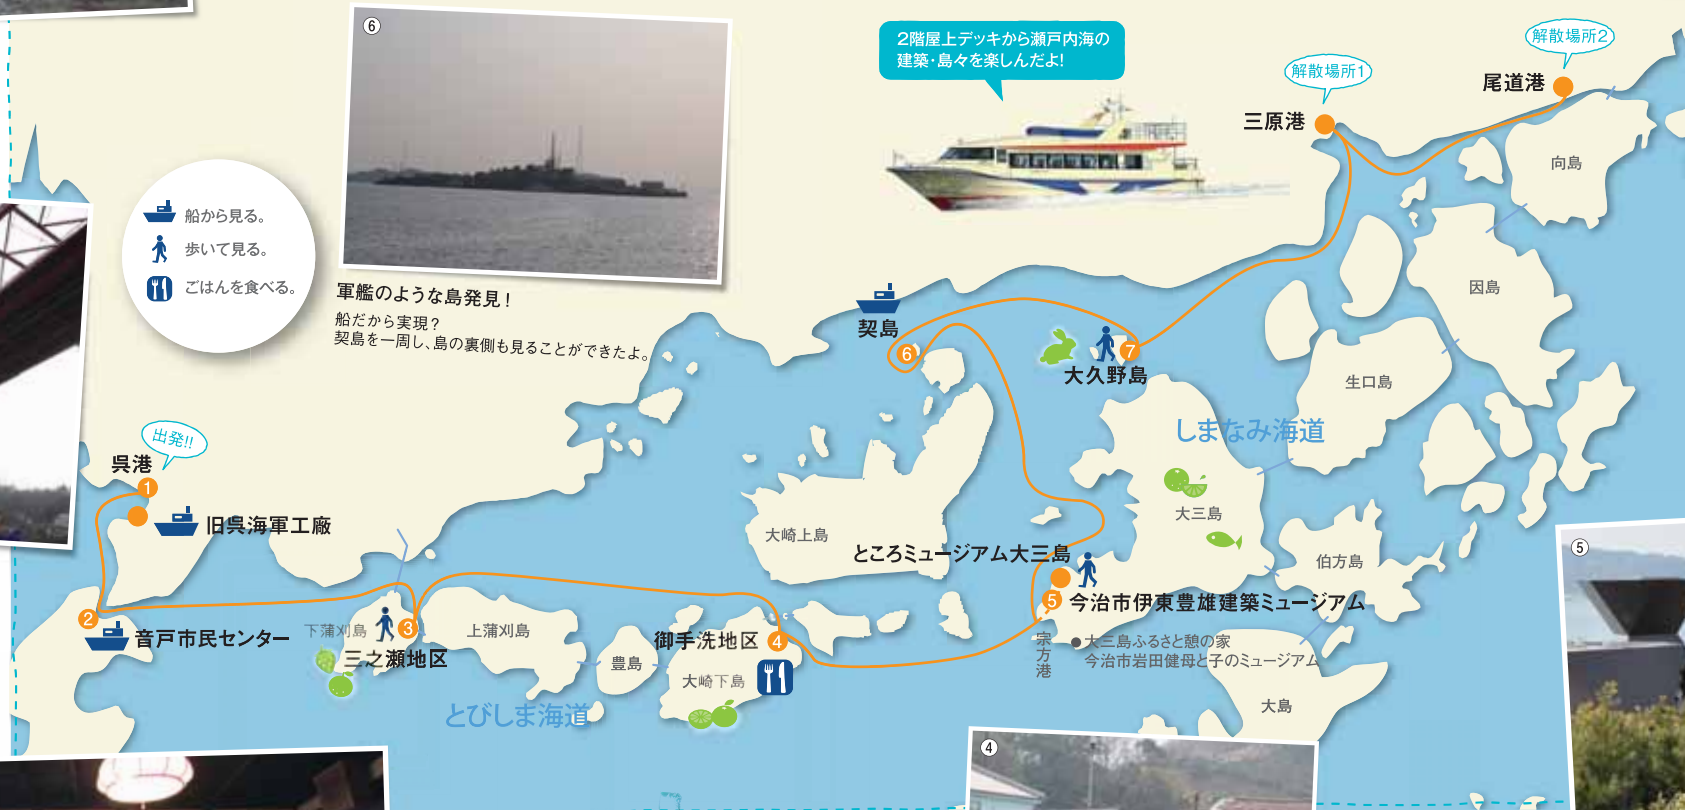 ⑥
2階屋上デッキから瀬戸内海の
建築・島々を楽しんだよ!
解散場所1
解散場所2
尾道港
三原港
向島
船から見る。
歩いて見る。
ごはんを食べる。
軍艦のような島発見!
船だから実現?
契島を一周し、島の裏側も見ることができたよ。
契島
6
7
大久野島
因島
生口島
しまなみ海道
出発!!
呉港
1
旧呉海軍工廠
大三島
大崎上島
ところミュージアム大三島
伯方島
⑤
5
今治市伊東豊雄建築ミュージアム
2
音戸市民センター
下蒲刈島
3
三之瀬地区
上蒲刈島
豊島
御手洗地区
4
大崎下島
宗方港
●大三島ふるさと憩の家
今治市岩田健母と子のミュージアム
とびしま海道
大島
④